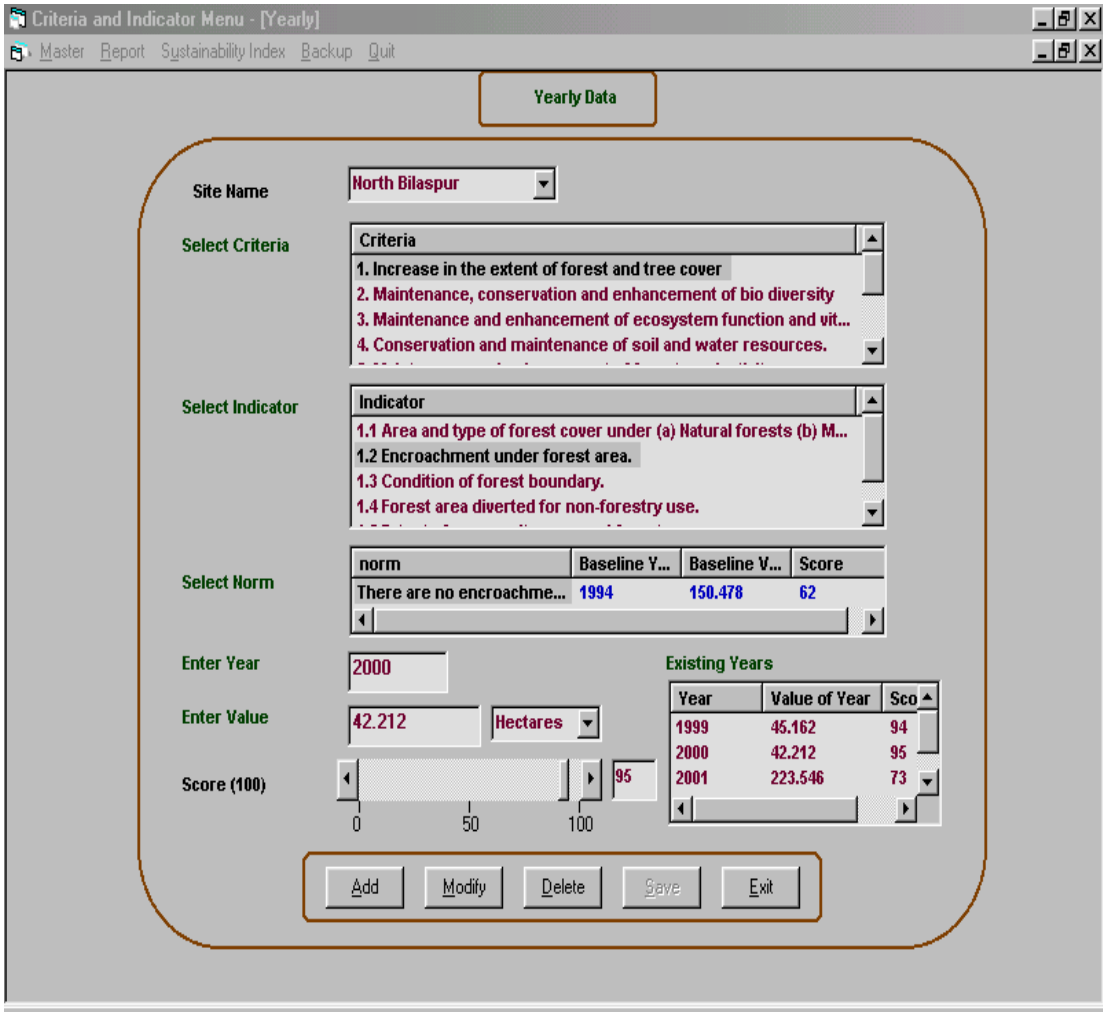 Criteria and Indicator Menu - [Yearly]
Master Report Sustainability Index Backup Quit
Yearly Data
Site Name North Bilaspur
Select Criteria
Criteria
1. Increase in the extent of forest and tree cover
2. Maintenance, conservation and enhancement of bio diversity
3. Maintenance and enhancement of ecosystem function and vit...
4. Conservation and maintenance of soil and water resources.
Select Indicator
Indicator
1.1 Area and type of forest cover under (a) Natural forests (b) M...
1.2 Encroachment under forest area.
1.3 Condition of forest boundary.
1.4 Forest area diverted for non-forestry use.
Select Norm
norm Baseline Y... Baseline V... Score
There are no encroachme... 1994 150.478 62
Enter Year 2000
Enter Value 42.212 Hectares
Score (100) 95
0 50 100
Existing Years
Year Value of Year Sco
1999 45.162 94
2000 42.212 95
2001 223.546 73
Add Modify Delete Save Exit